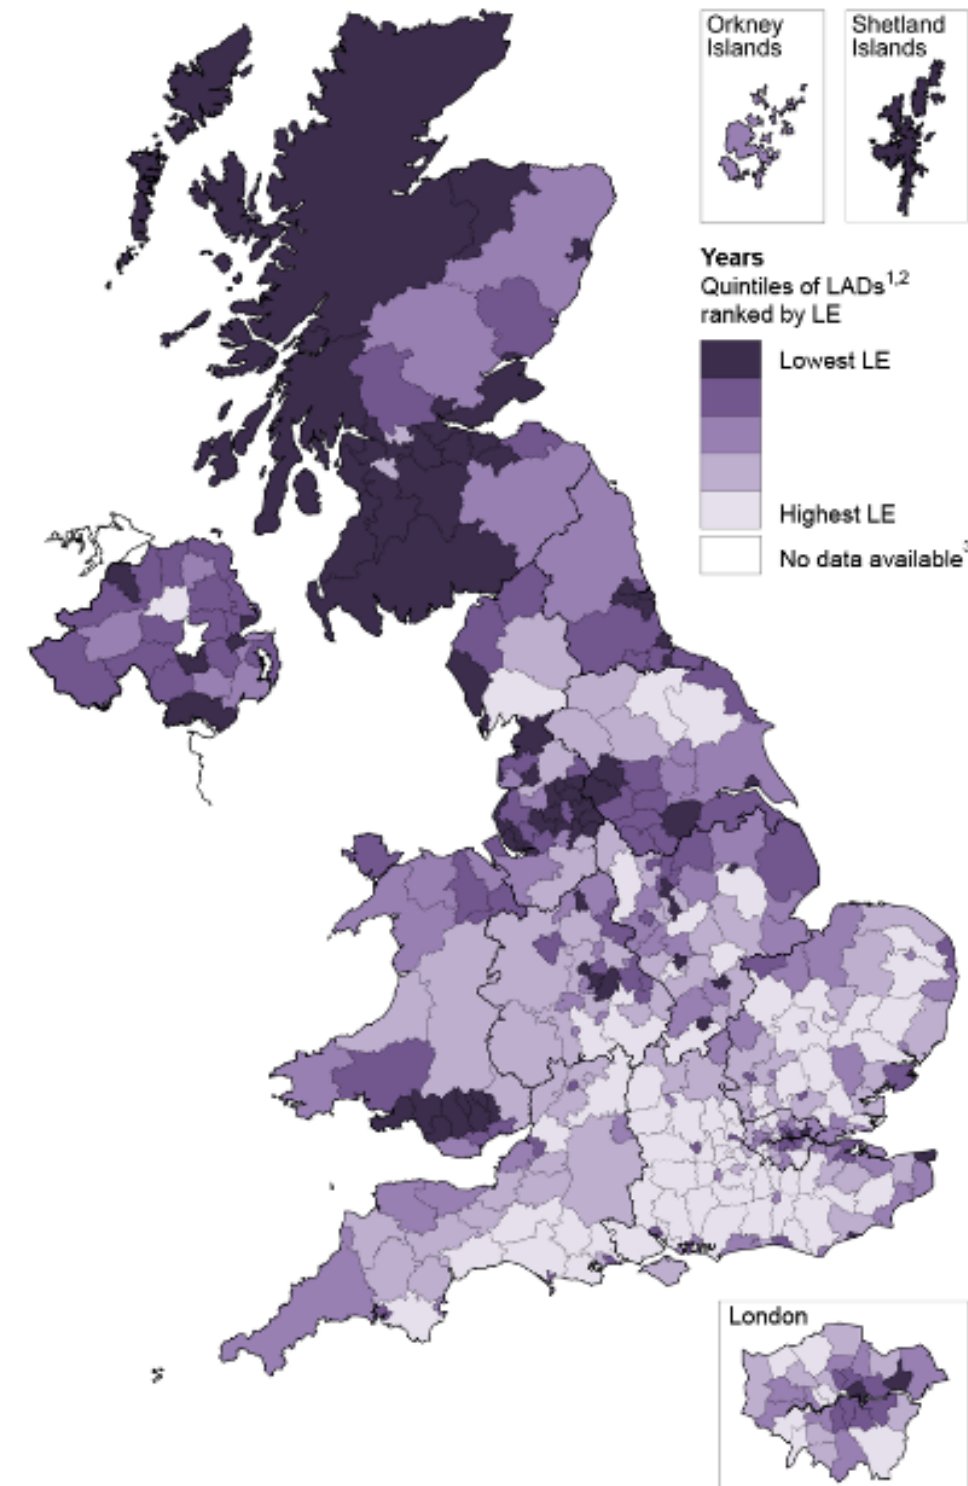 Orkney
Islands
Shetland
Islands
Years
Quintiles of LADs1,2
ranked by LE
Lowest LE
Highest LE
No data available3
London